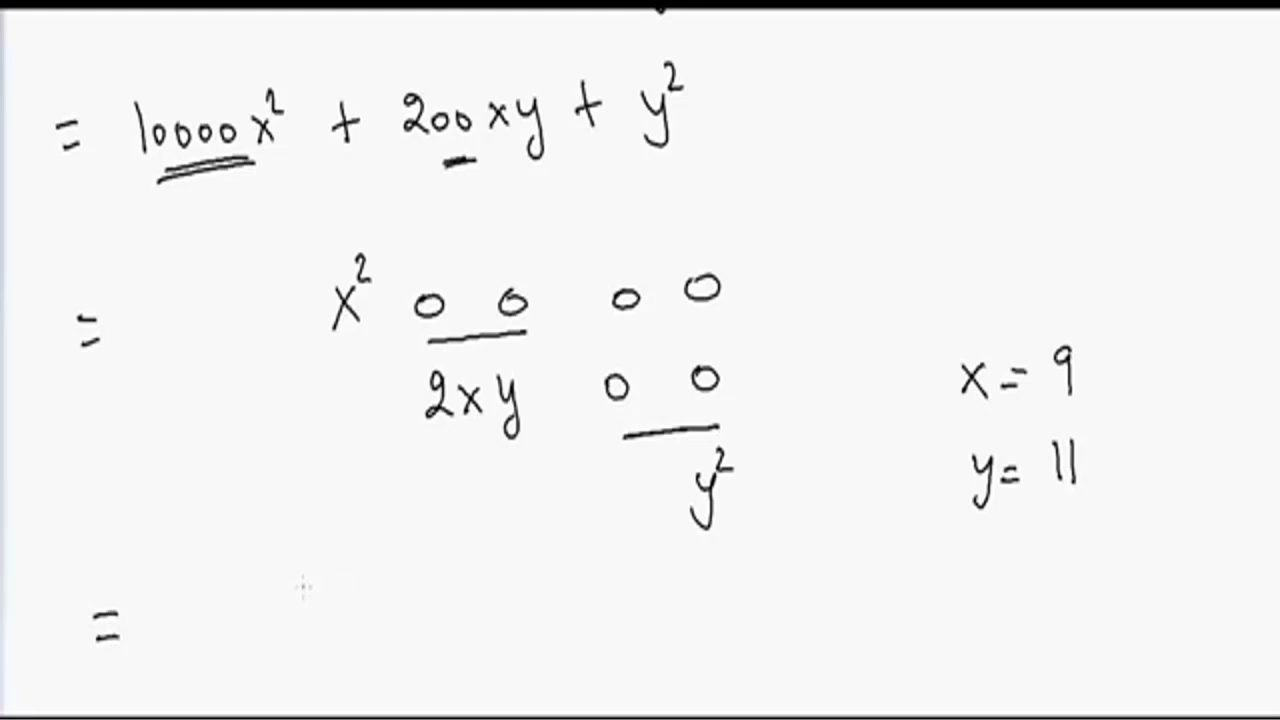 = 10000x² + 200xy + y²
= x² 0 0 0 0
2xy 0 0
x = 9
y²
y = 11
=